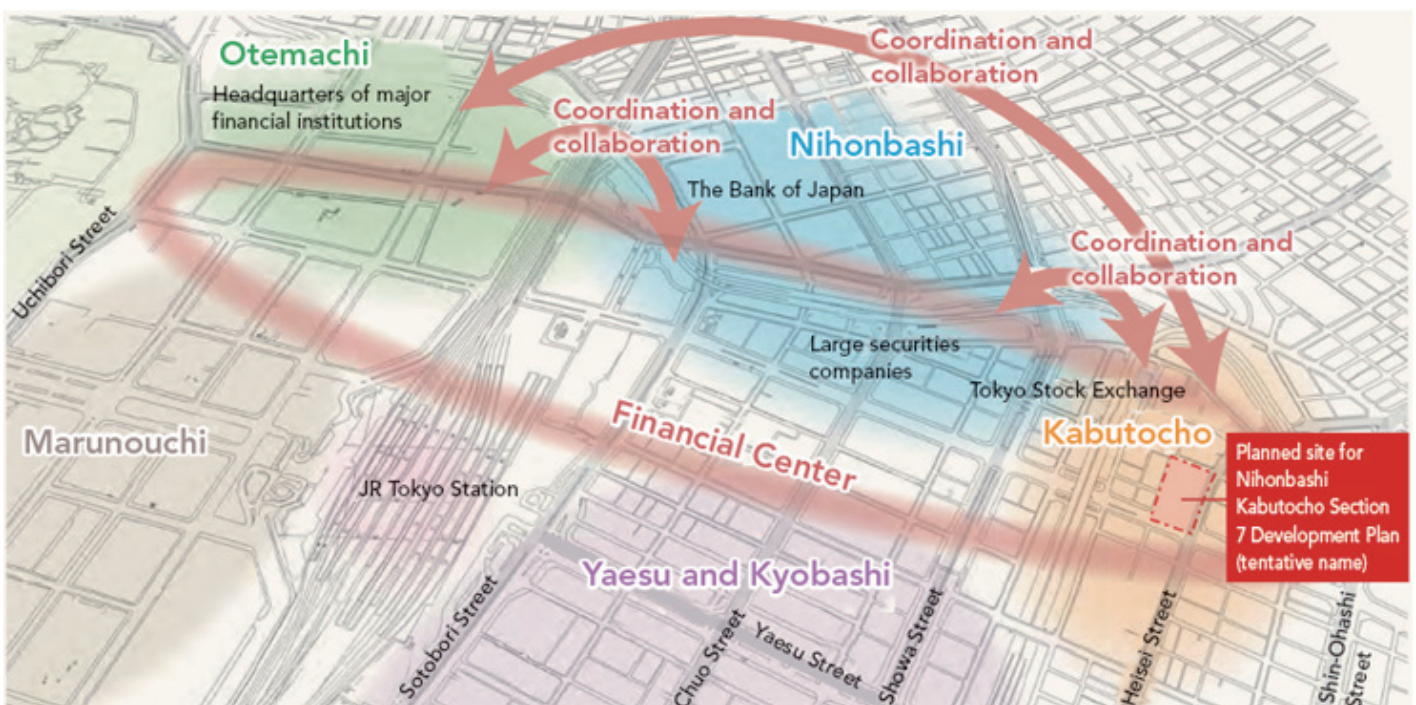 Otemachi
Headquarters of major
financial institutions
Coordination and
collaboration
Coordination and
collaboration
Nihonbashi
The Bank of Japan
Coordination and
collaboration
Uchibori Street
Large securities
companies
Tokyo Stock Exchange
Kabutocho
Marunouchi
Financial Center
JR Tokyo Station
Planned site for
Nihonbashi
Kabutocho Section
7 Development Plan
(tentative name)
Yaesu and Kyobashi
Sotobori Street
Chuo Street
Yaesu Street
Showa Street
Heisei Street
Shin-Ohashi
Street